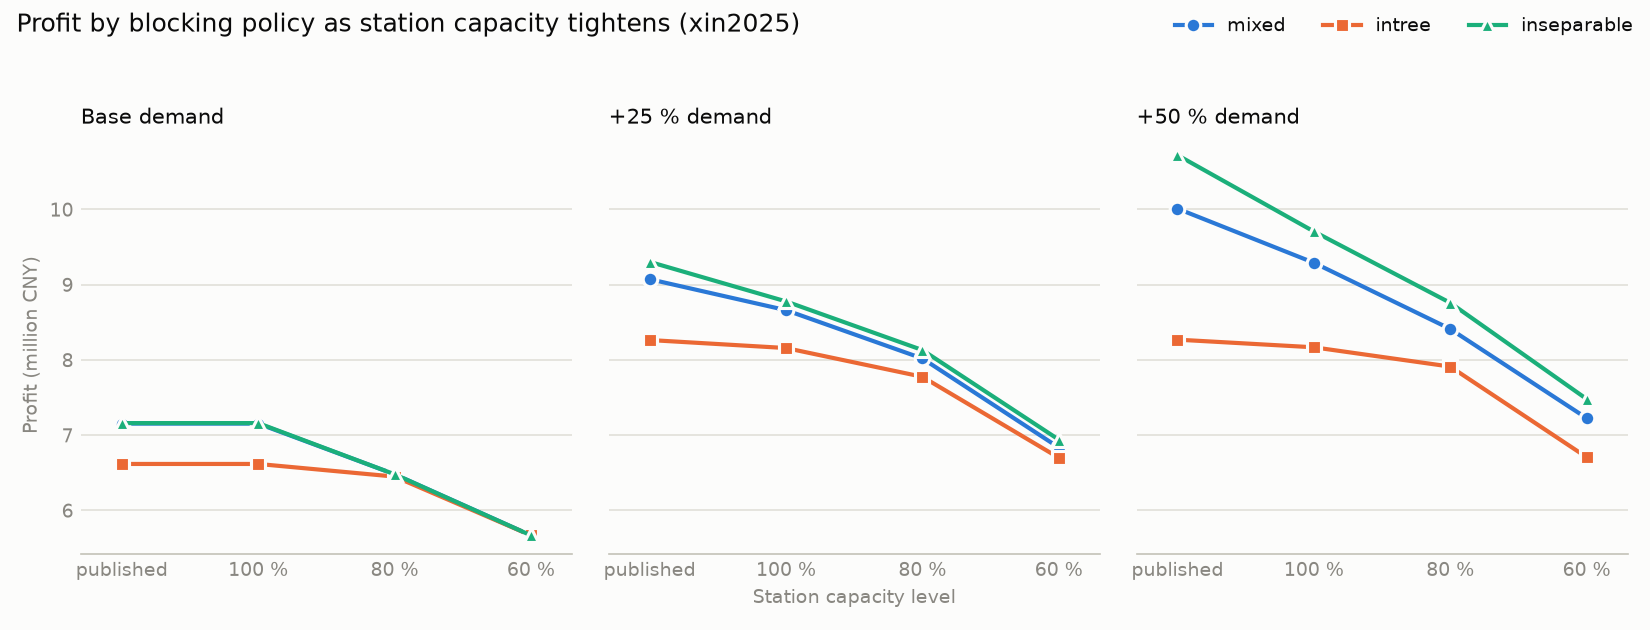 Profit by blocking policy as station capacity tightens (xin2025)
mixed
intree
inseparable
Base demand
+25 % demand
+50 % demand
Profit (million CNY)
10
9
8
7
6
published
100 %
80 %
60 %
published
100 %
80 %
60 %
published
100 %
80 %
60 %
Station capacity level